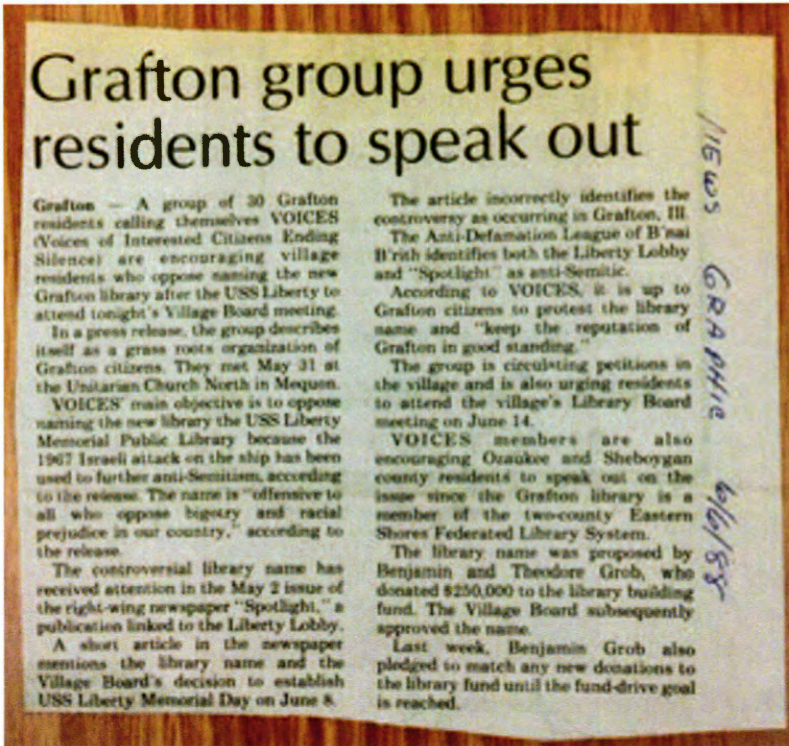 Grafton group urges
residents to speak out
Grafton — A group of 30 Grafton
residents calling themselves VOICES
(Voices of Interested Citizens Ending
Silence) are encouraging village
residents who oppose naming the new
Grafton library after the USS Liberty to
attend tonight's Village Board meeting.
In a press release, the group describes
itself as a grass roots organization of
Grafton citizens. They met May 31 at
the Unitarian Church North in Mequon.
VOICES' main objective is to oppose
naming the new library the USS Liberty
Memorial Public Library because the
1967 Israeli attack on the ship has been
used to further anti-Semitism, according
to the release. The name is "offensive to
all who oppose bigotry and racial
prejudice in our country," according to
the release.
The controversial library name has
received attention in the May 2 issue of
the right-wing newspaper "Spotlight," a
publication linked to the Liberty Lobby.
A short article in the newspaper
mentions the library name and the
Village Board's decision to establish
USS Liberty Memorial Day on June 8.
The article incorrectly identifies the
controversy as occurring in Grafton, Ill.
The Anti-Defamation League of B'nai
B'rith identifies both the Liberty Lobby
and "Spotlight" as anti-Semitic.
According to VOICES, it is up to
Grafton citizens to protest the library
name and "keep the reputation of
Grafton in good standing."
The group is circulating petitions in
the village and is also urging residents
to attend the village's Library Board
meeting on June 14.
VOICES members are also
encouraging Ozaukee and Sheboygan
county residents to speak out on the
issue since the Grafton library is a
member of the two-county Eastern
Shores Federated Library System.
The library name was proposed by
Benjamin and Theodore Grob, who
donated $250,000 to the library building
fund. The Village Board subsequently
approved the name.
Last week, Benjamin Grob also
pledged to match any new donations to
the library fund until the fund-drive goal
is reached.
NEWS GRAPHIC 6/6/88